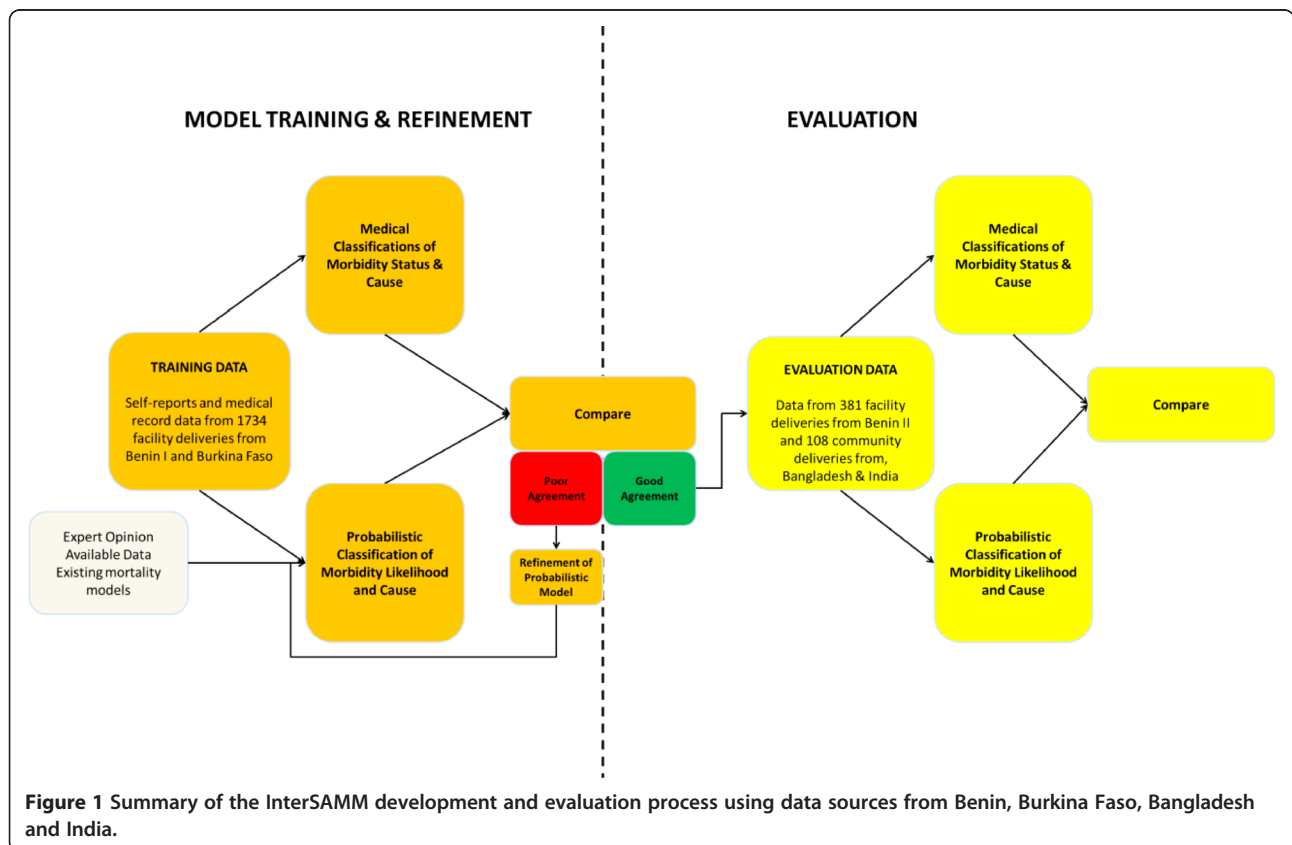 MODEL TRAINING & REFINEMENT
EVALUATION
Medical
Classifications of
Morbidity Status &
Cause
TRAINING DATA
Self-reports and medical
record data from 1734
facility deliveries from
Benin I and Burkina Faso
Expert Opinion
Available Data
Existing mortality
models
Probabilistic
Classification of
Morbidity Likelihood
and Cause
Compare
Poor
Agreement
Good
Agreement
Refinement of
Probabilistic
Model
Medical
Classifications of
Morbidity Status &
Cause
EVALUATION DATA
Data from 381 facility
deliveries from Benin II
and 108 community
deliveries from,
Bangladesh & India
Probabilistic
Classification of
Morbidity Likelihood
and Cause
Compare
Figure 1 Summary of the InterSAMM development and evaluation process using data sources from Benin, Burkina Faso, Bangladesh
and India.